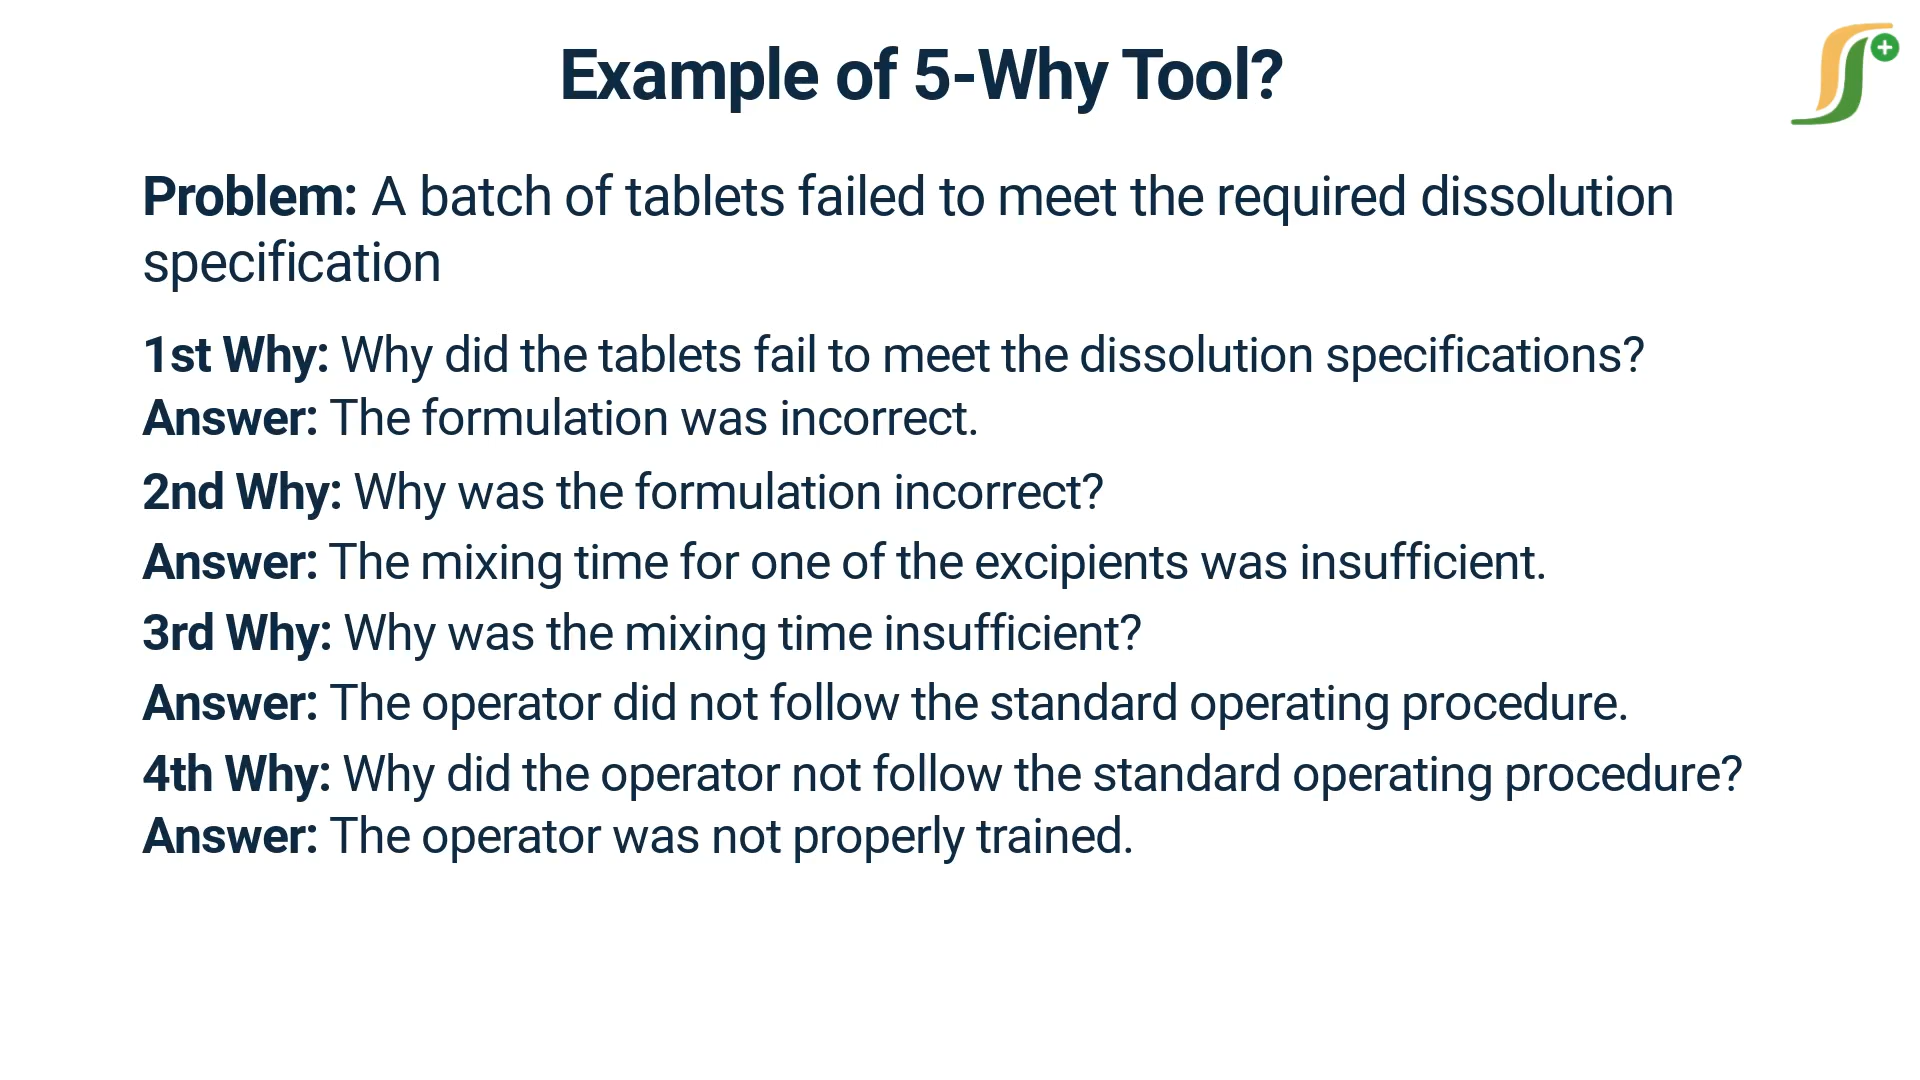 Example of 5-Why Tool?
Problem: A batch of tablets failed to meet the required dissolution
specification
1st Why: Why did the tablets fail to meet the dissolution specifications?
Answer: The formulation was incorrect.
2nd Why: Why was the formulation incorrect?
Answer: The mixing time for one of the excipients was insufficient.
3rd Why: Why was the mixing time insufficient?
Answer: The operator did not follow the standard operating procedure.
4th Why: Why did the operator not follow the standard operating procedure?
Answer: The operator was not properly trained.